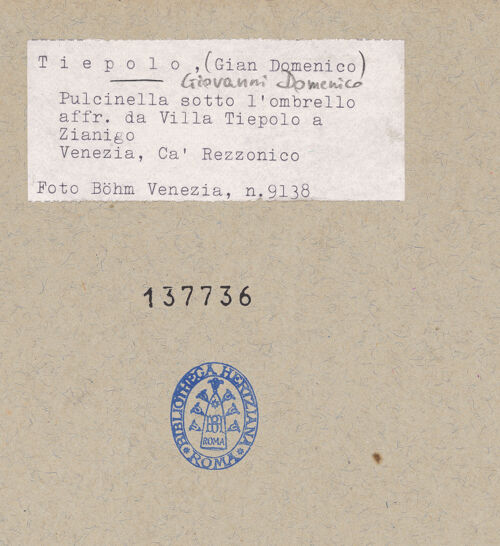 T i e p o l o , (Gian Domenico)
Giovanni Domenico
Pulcinella sotto l'ombrello
affr. da Villa Tiepolo a
Zianigo
Venezia, Ca' Rezzonico
Foto Böhm Venezia, n.9138
137736
BIBLIOTHECA HERTZIANA
ROMA
ROMA